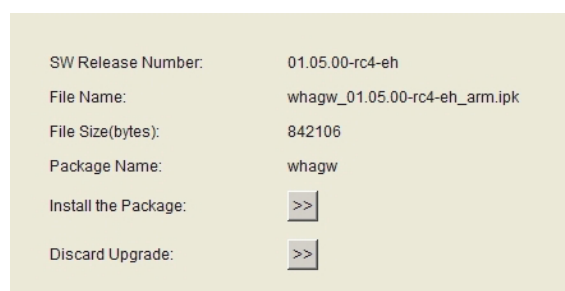 SW Release Number: 01.05.00-rc4-eh
File Name: whagw_01.05.00-rc4-eh_arm.ipk
File Size(bytes): 842106
Package Name: whagw
Install the Package: >>
Discard Upgrade: >>